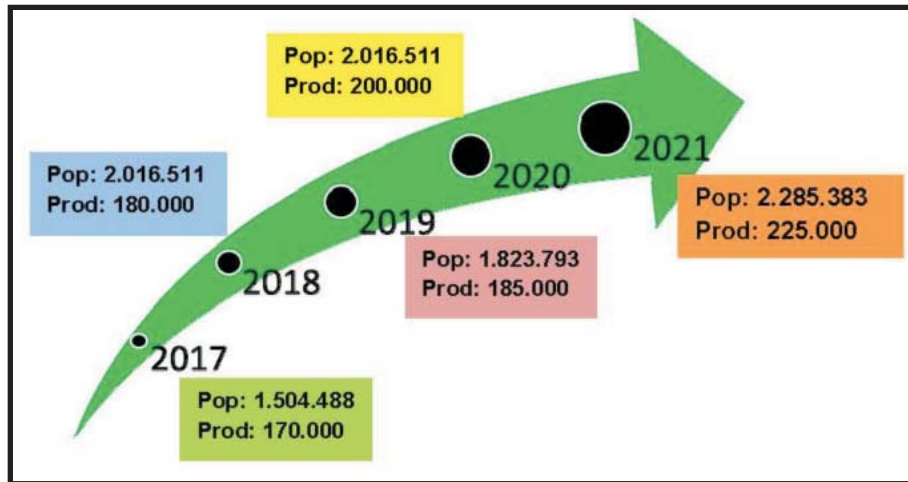 Pop: 2.016.511
Prod: 200.000
2021
2020
Pop: 2.016.511
Prod: 180.000
Pop: 2.285.383
Prod: 225.000
2019
Pop: 1.823.793
Prod: 185.000
2018
2017
Pop: 1.504.488
Prod: 170.000